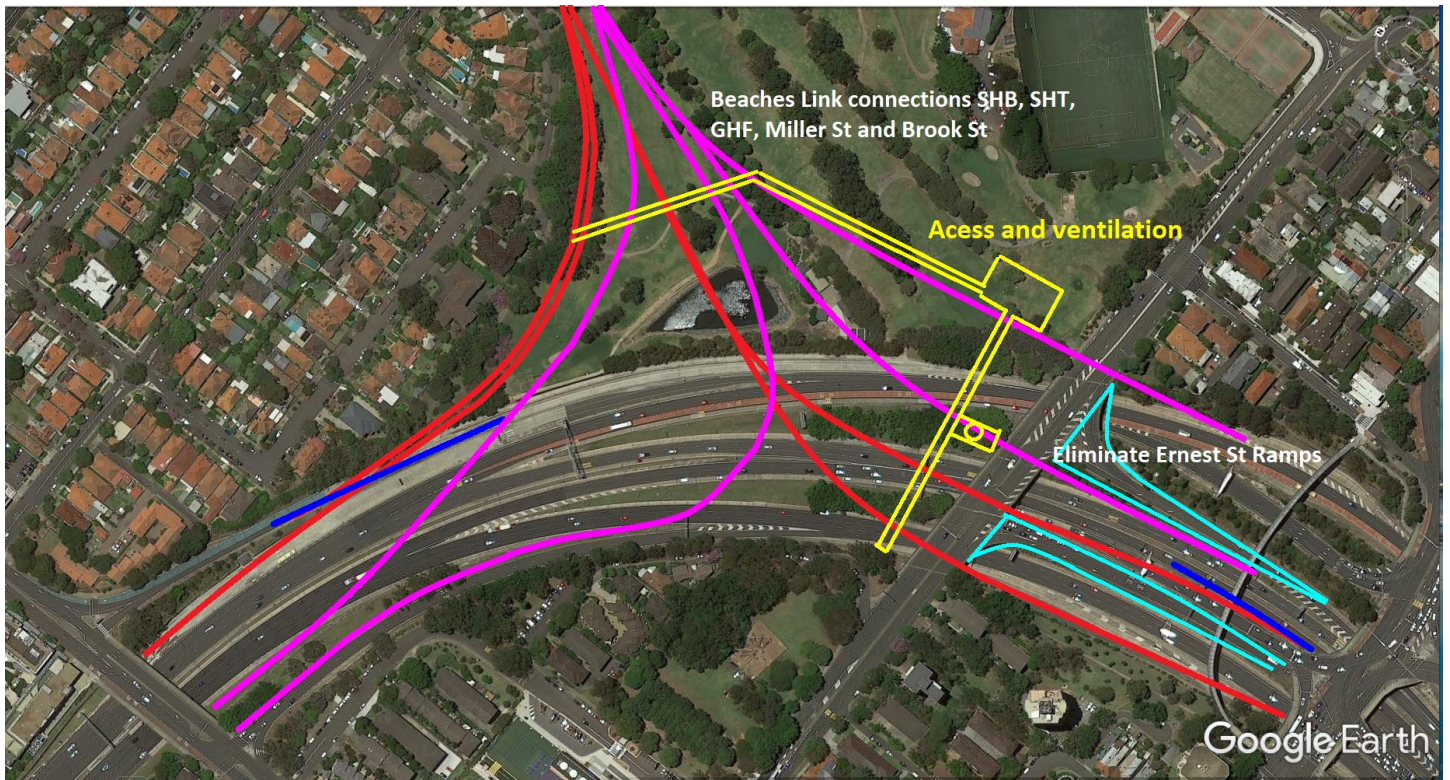 Beaches Link connections SHB, SHT,
GHF, Miller St and Brook St
Acess and ventilation
Eliminate Ernest St Ramps
Google Earth